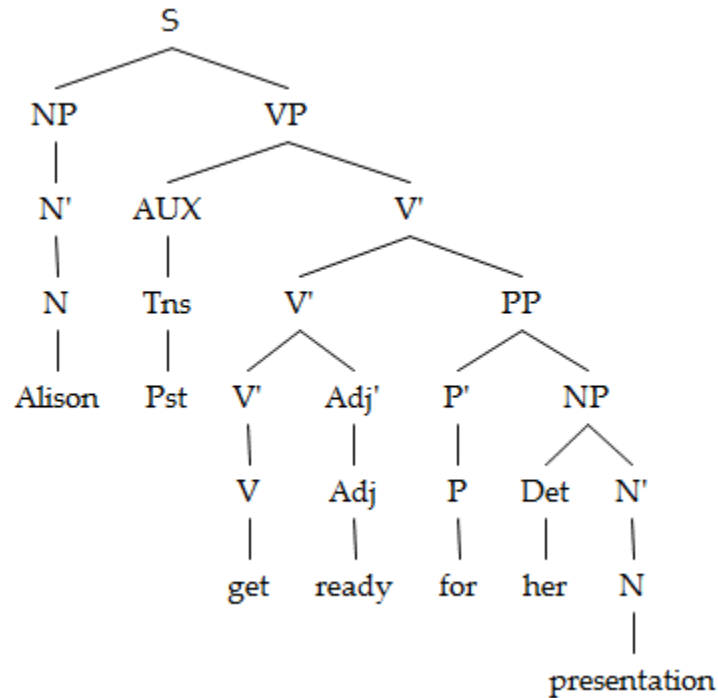 S
NP VP
N' AUX V'
N Tns V' PP
Alison Pst V' Adj' P' NP
V Adj P Det N'
get ready for her N
presentation